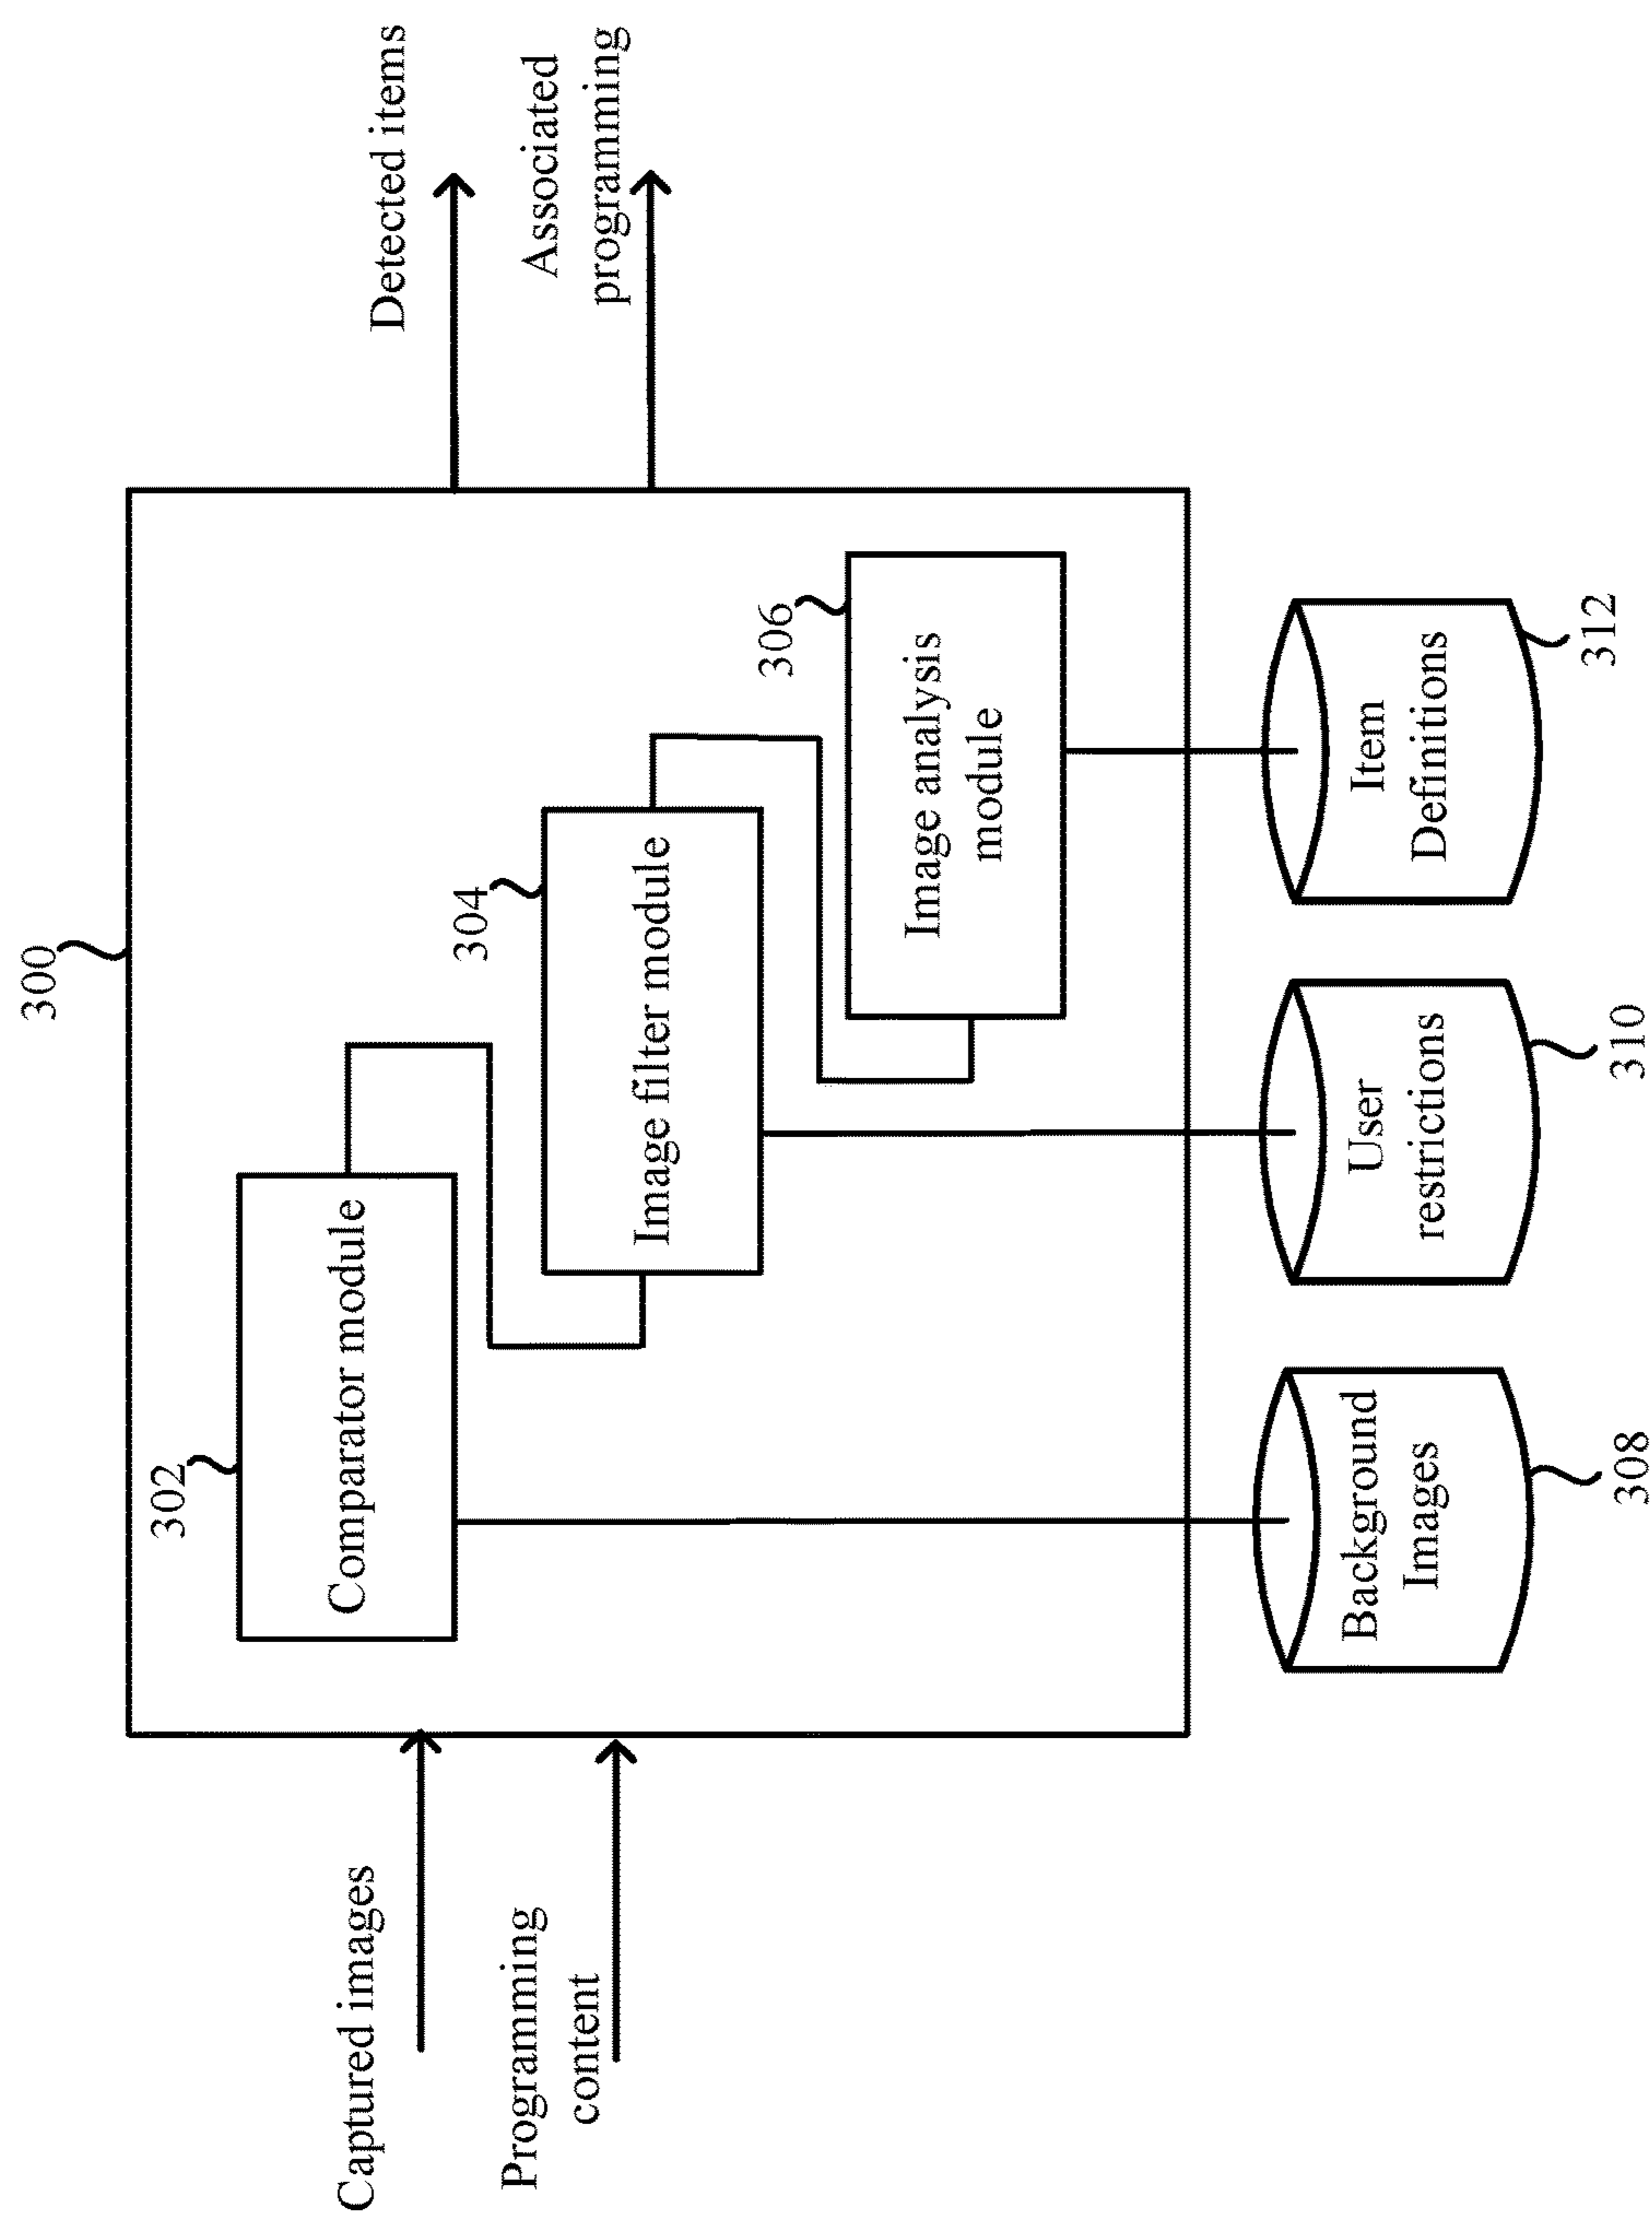 300
302
Comparator module
304
Image filter module
306
Image analysis
module
Captured images
Programming
content
Detected items
Associated
programming
Background
Images
308
User
restrictions
310
Item
Definitions
312